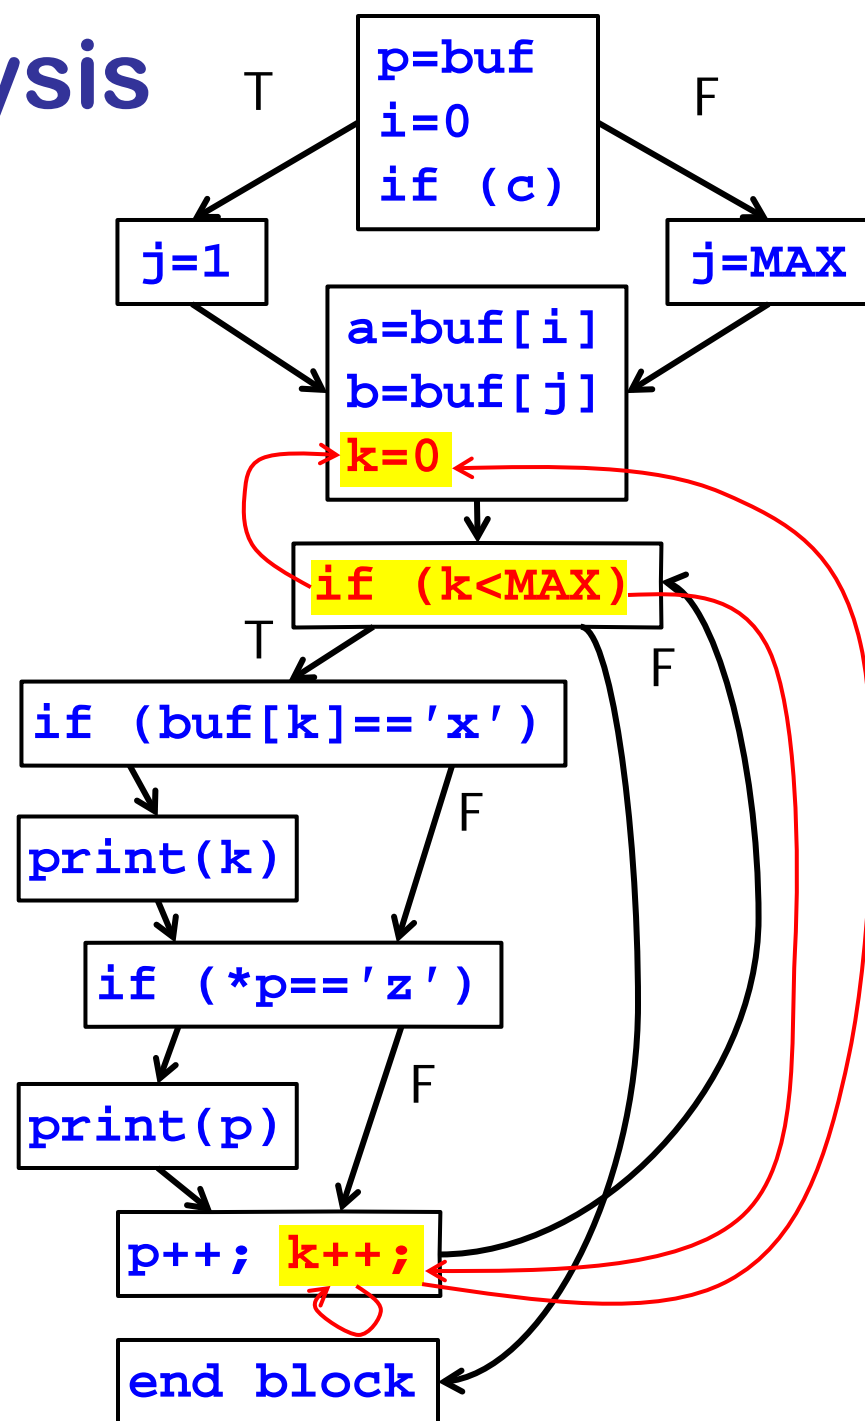 ysis
p=buf
i=0
if (c)
T
F
j=1
j=MAX
a=buf[i]
b=buf[j]
k=0
if (k<MAX)
T
F
if (buf[k]=='x')
F
print(k)
if (*p=='z')
F
print(p)
p++; k++;
end block